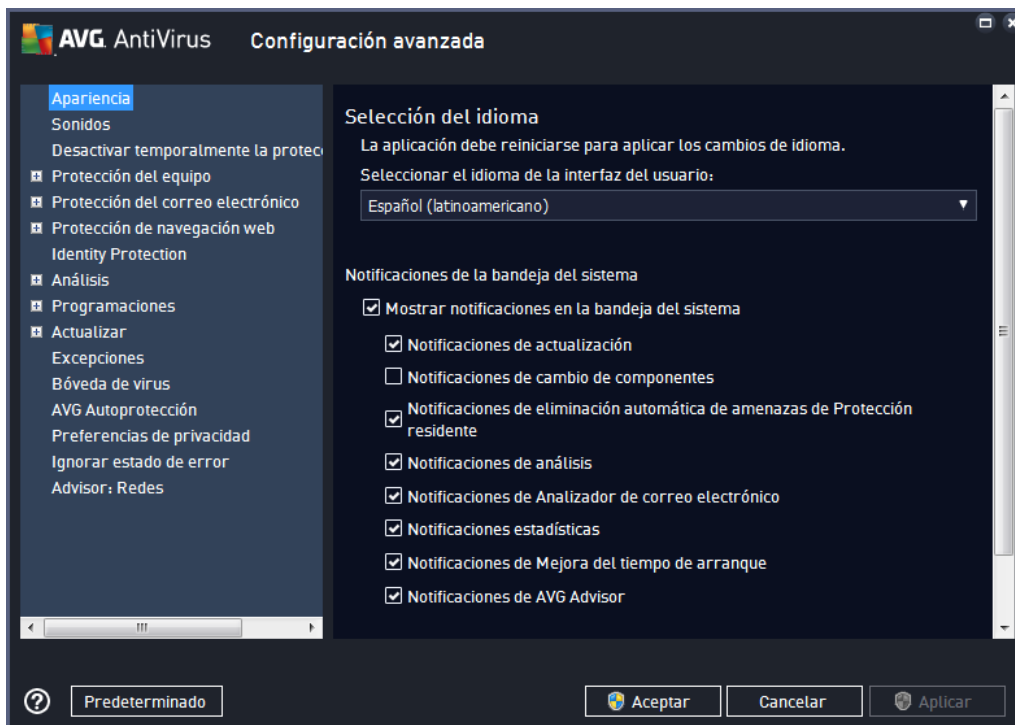 AVG. AntiVirus
Configuración avanzada
Apariencia
Sonidos
Desactivar temporalmente la
Protección del equipo
Protección del correo electrónico
Protección de navegación web
Identity Protection
Análisis
Programaciones
Actualizar
Excepciones
Bóveda de virus
AVG Autoprotección
Preferencias de privacidad
Ignorar estado de error
Advisor: Redes
Selección del idioma
La aplicación debe reiniciarse para aplicar los cambios de idioma.
Seleccionar el idioma de la interfaz del usuario:
Español (latinoamericano)
Notificaciones de la bandeja del sistema
Mostrar notificaciones en la bandeja del sistema
Notificaciones de actualización
Notificaciones de cambio de componentes
Notificaciones de eliminación automática de amenazas de Protección
residente
Notificaciones de análisis
Notificaciones de Analizador de correo electrónico
Notificaciones estadísticas
Notificaciones de Mejora del tiempo de arranque
Notificaciones de AVG Advisor
Predeterminado
Aceptar
Cancelar
Aplicar